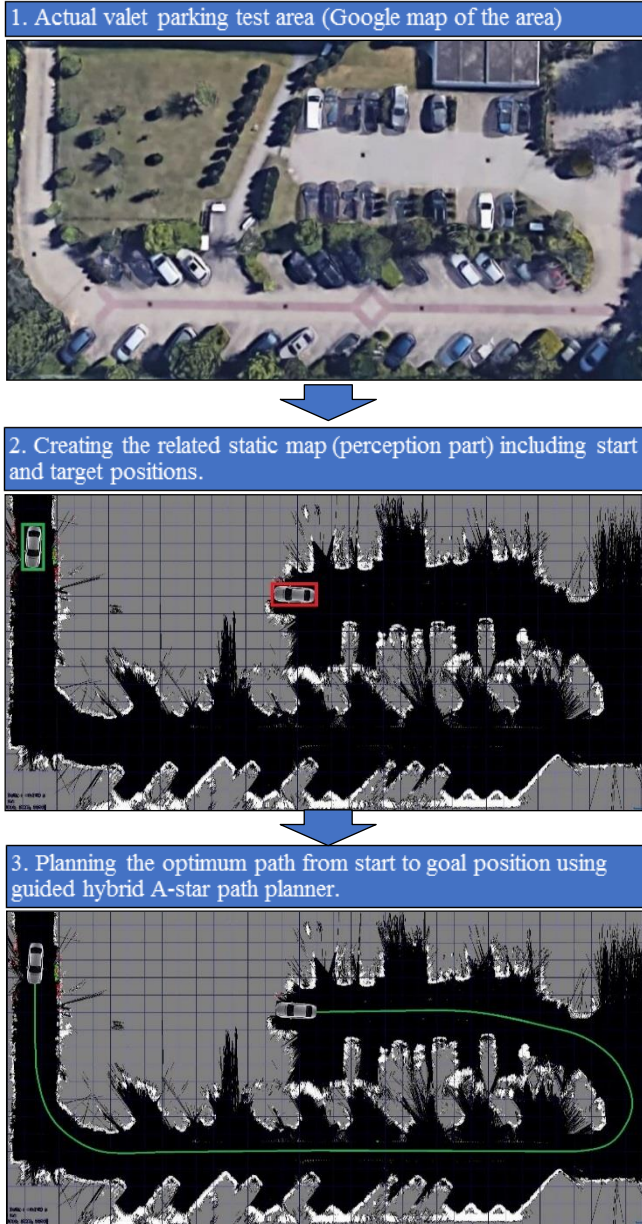 1. Actual valet parking test area (Google map of the area)
2. Creating the related static map (perception part) including start
and target positions.
3. Planning the optimum path from start to goal position using
guided hybrid A-star path planner.